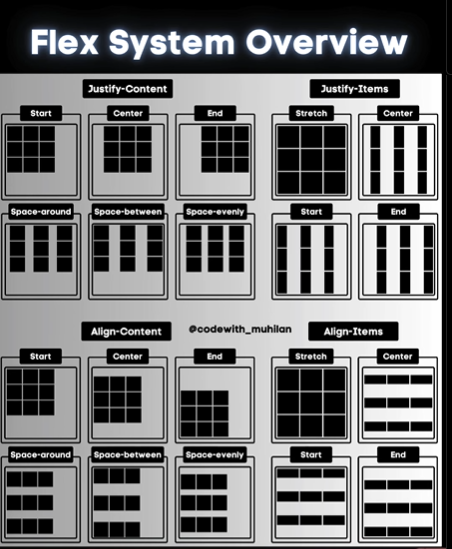 Flex System Overview
Justify-Content
Justify-Items
Start
Center
End
Stretch
Center
Space-around
Space-between
Space-evenly
Start
End
Align-Content
@codewith_muhilan
Align-Items
Start
Center
End
Stretch
Center
Space-around
Space-between
Space-evenly
Start
End